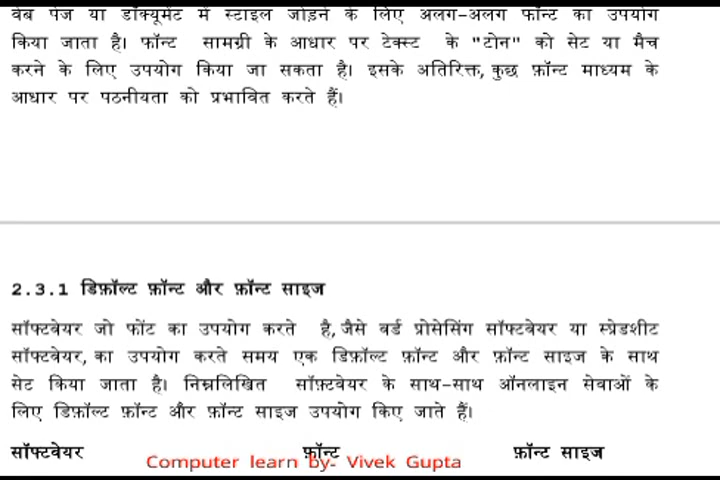 वेब पेज या डॉक्यूमेंट में स्टाइल जोड़ने के लिए अलग-अलग फॉन्ट का उपयोग
किया जाता है। फॉन्ट सामग्री के आधार पर टेक्स्ट के "टोन" को सेट या मैच
करने के लिए उपयोग किया जा सकता है। इसके अतिरिक्त, कुछ फ़ॉन्ट माध्यम के
आधार पर पठनीयता को प्रभावित करते हैं।
2.3.1 डिफ़ॉल्ट फ़ॉन्ट और फ़ॉन्ट साइज
सॉफ्टवेयर जो फोंट का उपयोग करते है, जैसे वर्ड प्रोसेसिंग सॉफ्टवेयर या स्प्रेडशीट
सॉफ्टवेयर, का उपयोग करते समय एक डिफ़ॉल्ट फ़ॉन्ट और फ़ॉन्ट साइज के साथ
सेट किया जाता है। निम्नलिखित सॉफ़्टवेयर के साथ-साथ ऑनलाइन सेवाओं के
लिए डिफ़ॉल्ट फ़ॉन्ट और फ़ॉन्ट साइज उपयोग किए जाते हैं।
सॉफ्टवेयर फ़ॉन्ट फ़ॉन्ट साइज
Computer learn by- Vivek Gupta